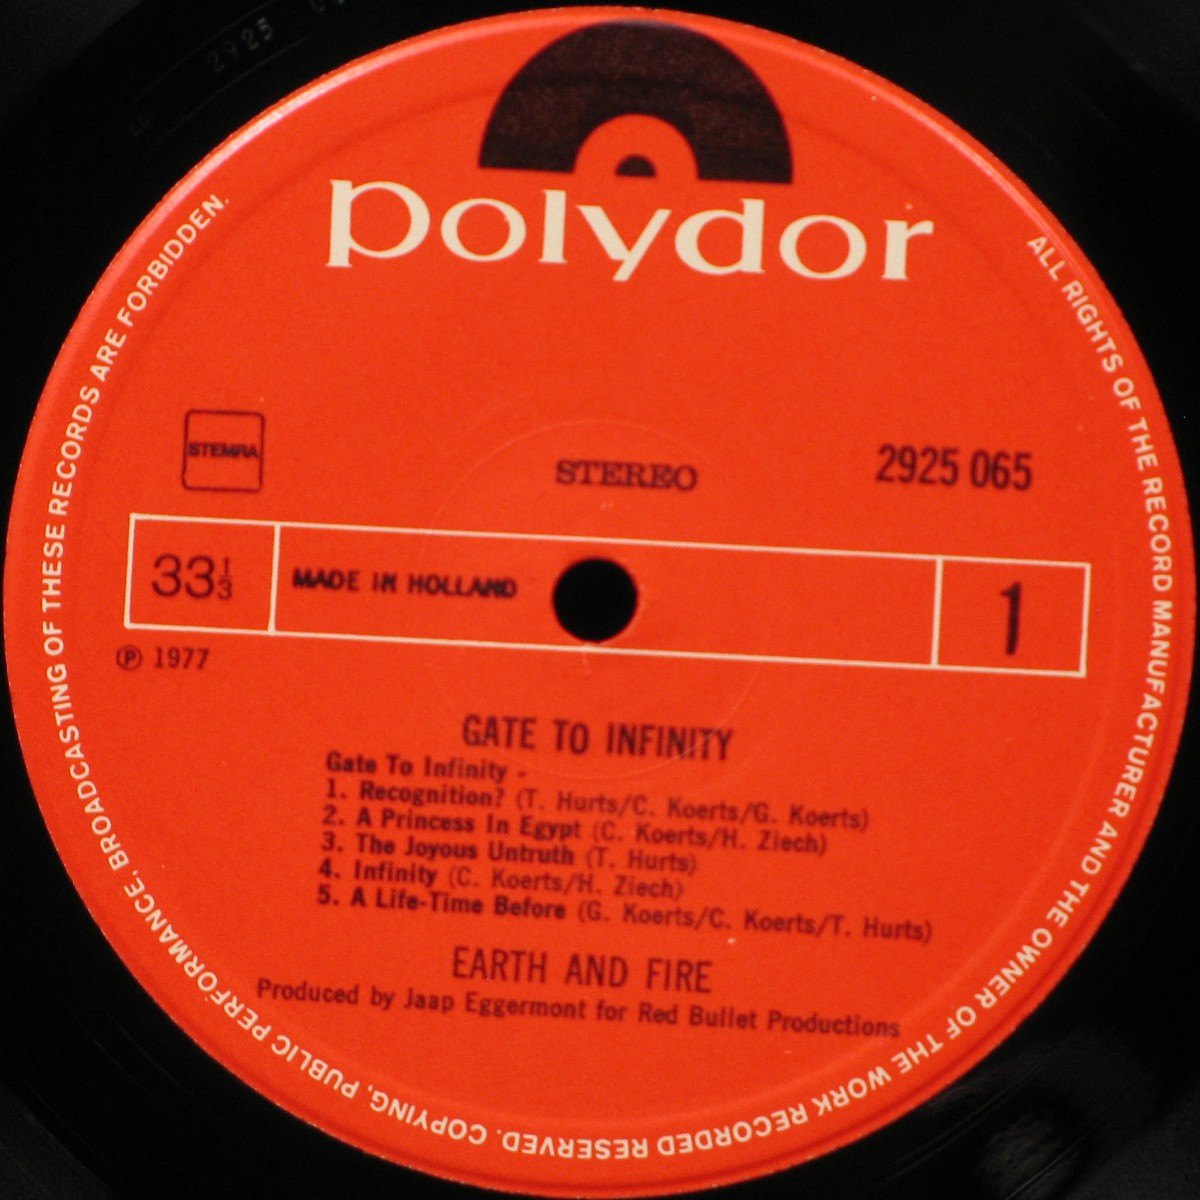 2925
polydor
STEMRA
STEREO
2925 065
33⅓
MADE IN HOLLAND
1
℗ 1977
GATE TO INFINITY
Gate To Infinity -
1. Recognition? (T. Hurts/C. Koerts/G. Koerts)
2. A Princess In Egypt (C. Koerts/H. Ziech)
3. The Joyous Untruth (T. Hurts)
4. Infinity (C. Koerts/H. Ziech)
5. A Life-Time Before (G. Koerts/C. Koerts/T. Hurts)
EARTH AND FIRE
Produced by Jaap Eggermont for Red Bullet Productions
ALL RIGHTS OF THE RECORD MANUFACTURER AND THE OWNER OF THE WORK RECORDED RESERVED. COPYING, PUBLIC PERFORMANCE, BROADCASTING OF THESE RECORDS ARE FORBIDDEN.